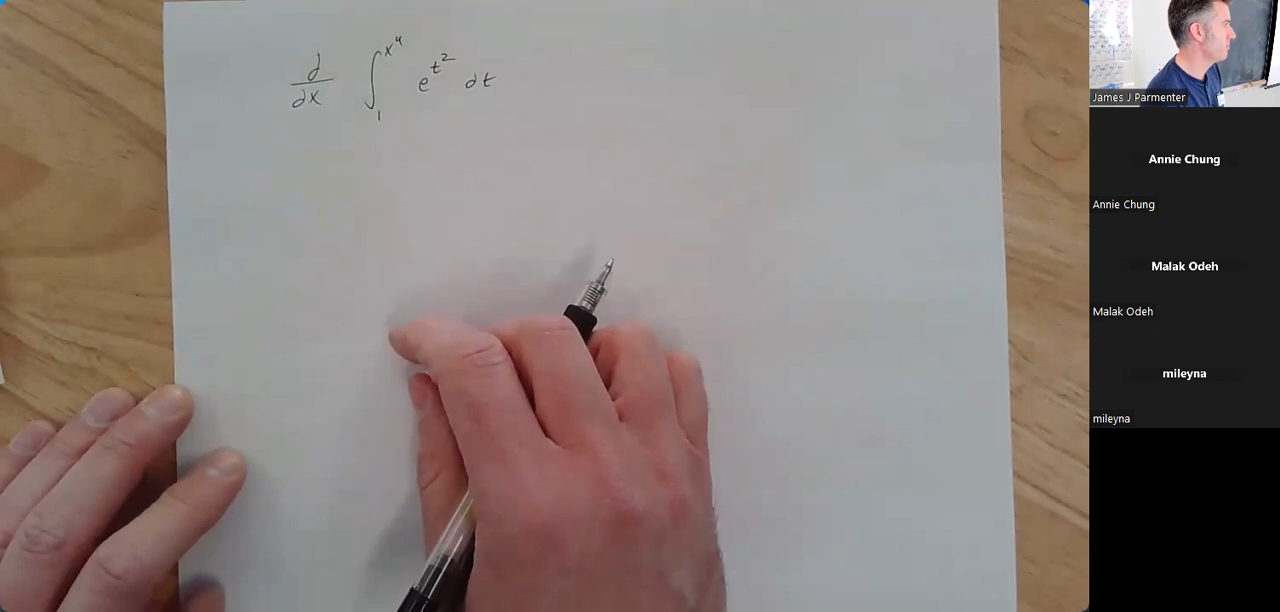 d/dx ∫₁^{x⁴} e^{t²} dt
James J Parmenter
Annie Chung
Annie Chung
Malak Odeh
Malak Odeh
mileyna
mileyna